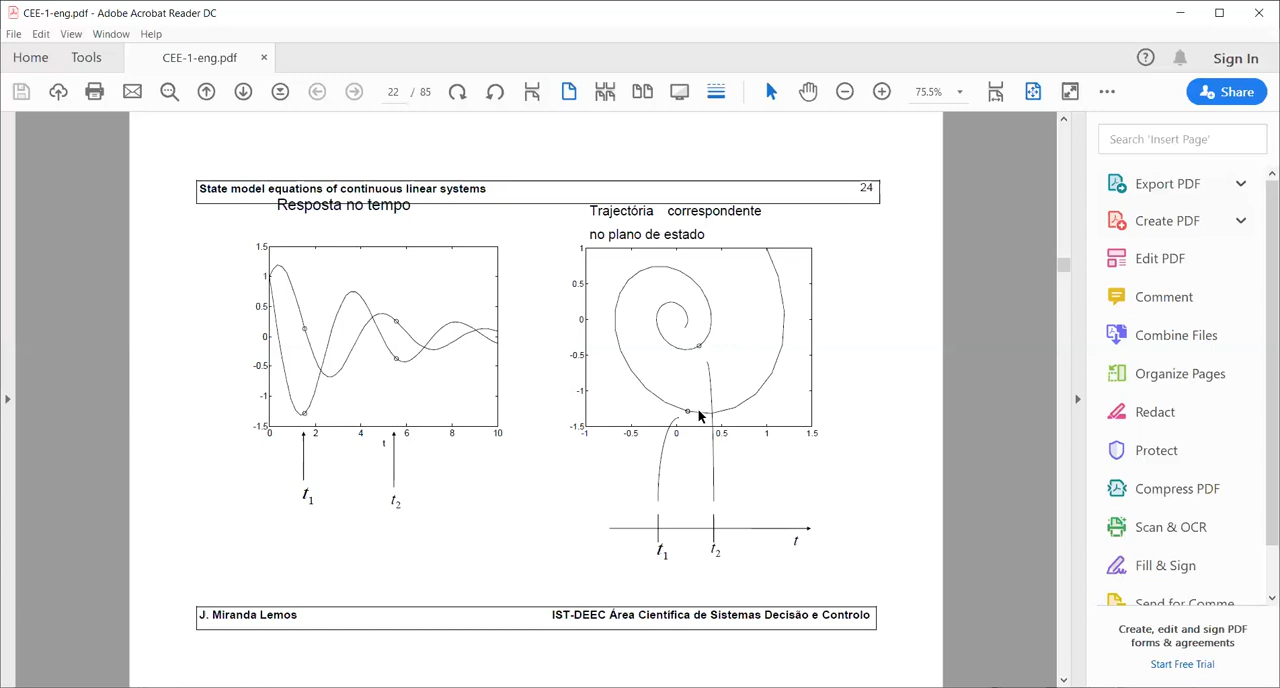 CEE-1-eng.pdf - Adobe Acrobat Reader DC
File Edit View Window Help
Home Tools CEE-1-eng.pdf × Sign In
22 / 85 75.5% Share
Search 'Insert Page'
Export PDF
Create PDF
Edit PDF
Comment
Combine Files
Organize Pages
Redact
Protect
Compress PDF
Scan & OCR
Fill & Sign
Send for Comme
Create, edit and sign PDF
forms & agreements
Start Free Trial
State model equations of continuous linear systems 24
Resposta no tempo
1.5
1
0.5
0
-0.5
-1
-1.5
0 2 4 6 8 10
t
t1 t2
Trajectória correspondente
no plano de estado
1
0.5
0
-0.5
-1
-1.5
-1 -0.5 0 0.5 1 1.5
t1 t2 t
J. Miranda Lemos IST-DEEC Área Científica de Sistemas Decisão e Controlo